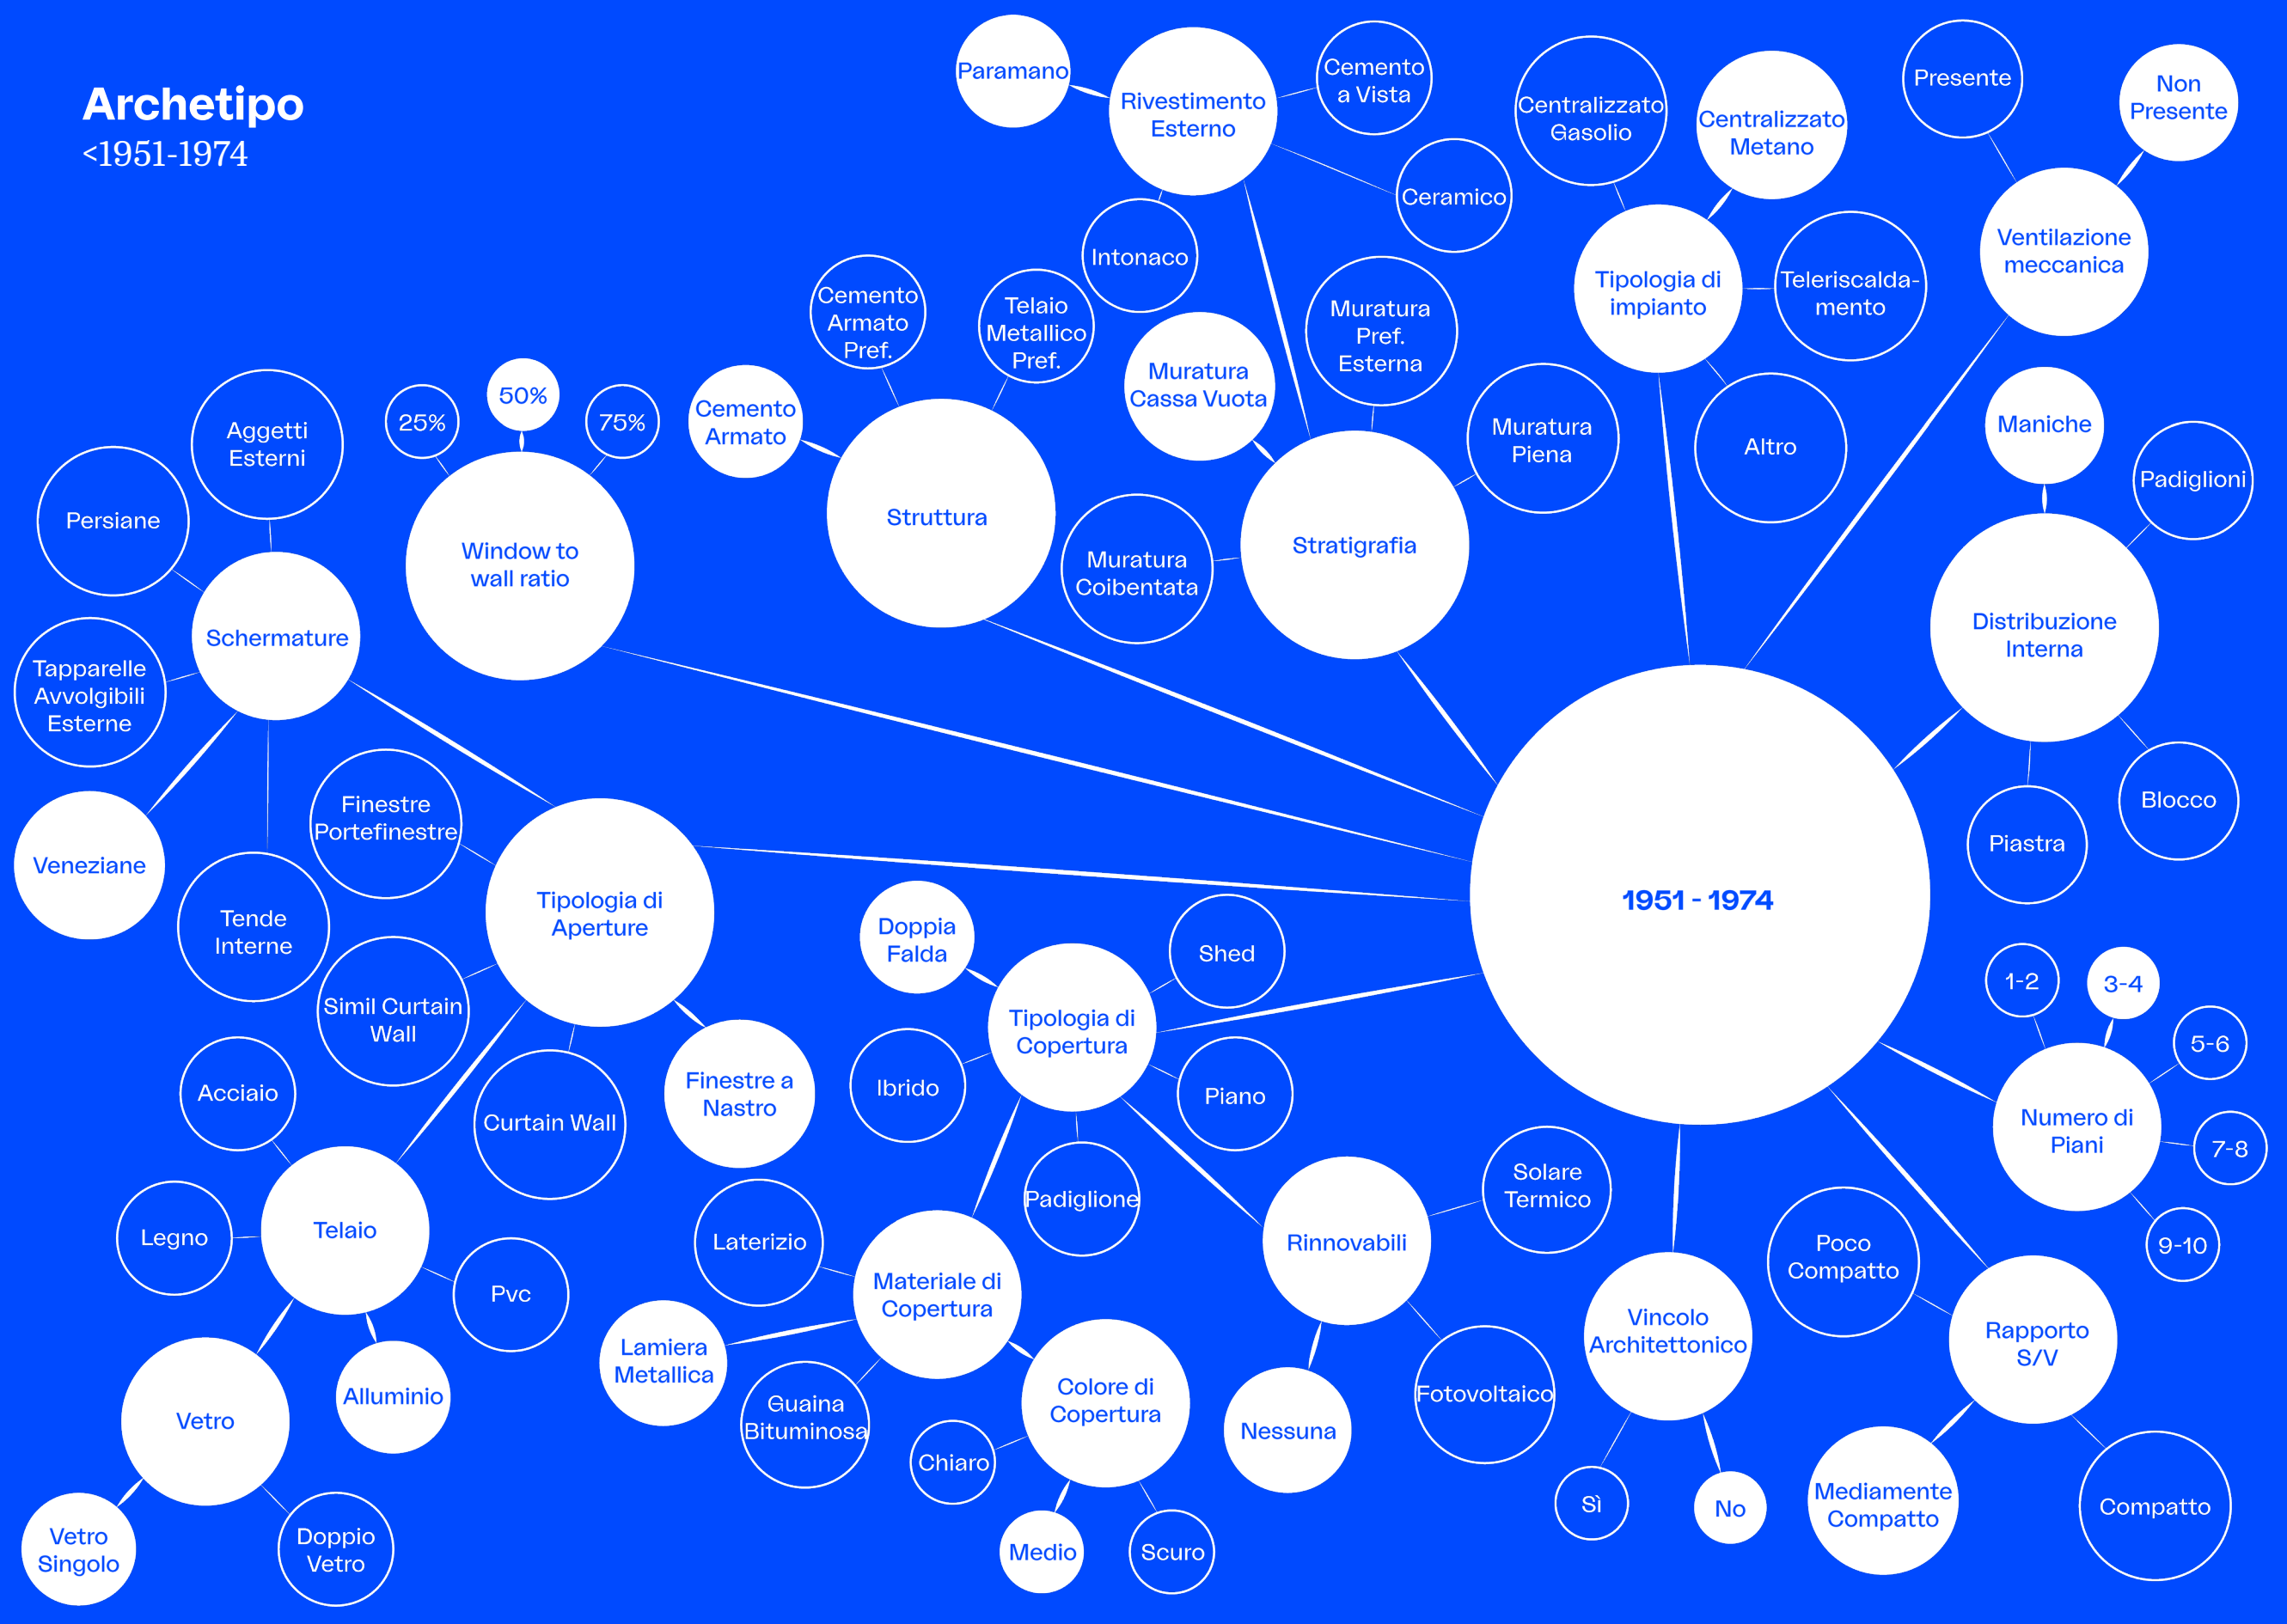 Archetipo
<1951-1974
Paramano
Rivestimento
Esterno
Cemento
a Vista
Ceramico
Intonaco
Centralizzato
Gasolio
Centralizzato
Metano
Tipologia di
impianto
Teleriscalda-
mento
Altro
Presente
Non
Presente
Ventilazione
meccanica
Cemento
Armato
Pref.
Telaio
Metallico
Pref.
Cemento
Armato
Struttura
Muratura
Cassa Vuota
Muratura
Pref.
Esterna
Muratura
Piena
Muratura
Coibentata
Stratigrafia
Maniche
Padiglioni
Distribuzione
Interna
Piastra
Blocco
25%
50%
75%
Window to
wall ratio
Aggetti
Esterni
Persiane
Schermature
Tapparelle
Avvolgibili
Esterne
Veneziane
Tende
Interne
Finestre
Portefinestre
Tipologia di
Aperture
Simil Curtain
Wall
Curtain Wall
Finestre a
Nastro
1951 - 1974
Doppia
Falda
Shed
Tipologia di
Copertura
Ibrido
Piano
Padiglione
1-2
3-4
5-6
7-8
9-10
Numero di
Piani
Acciaio
Legno
Telaio
Pvc
Alluminio
Vetro
Vetro
Singolo
Doppio
Vetro
Laterizio
Materiale di
Copertura
Lamiera
Metallica
Guaina
Bituminosa
Colore di
Copertura
Chiaro
Medio
Scuro
Rinnovabili
Solare
Termico
Fotovoltaico
Nessuna
Vincolo
Architettonico
Sì
No
Poco
Compatto
Rapporto
S/V
Mediamente
Compatto
Compatto